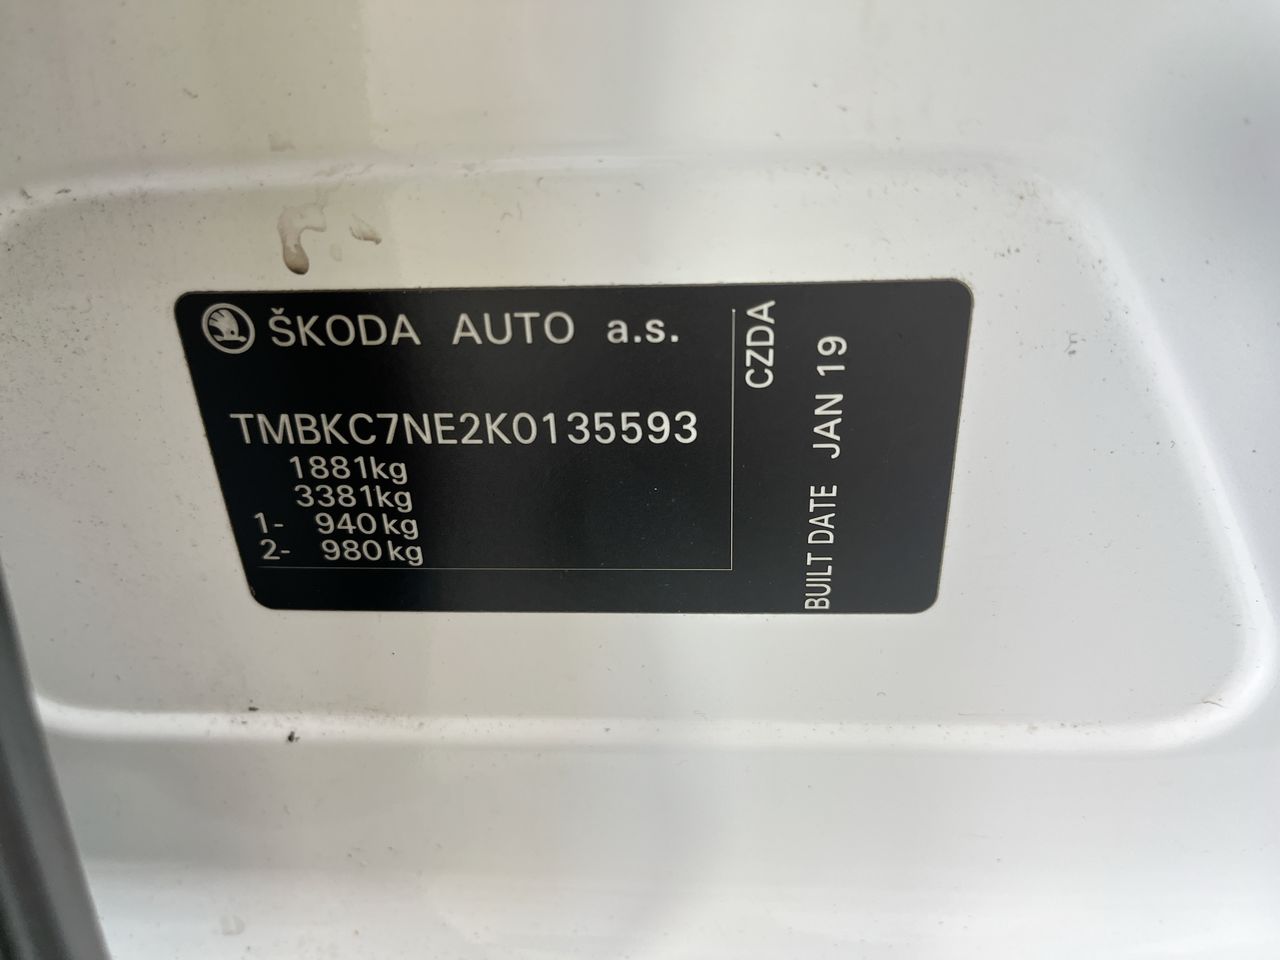 ŠKODA AUTO a.s.
TMBKC7NE2K0135593
1881kg
3381kg
1- 940kg
2- 980kg
CZDA
BUILT DATE JAN 19